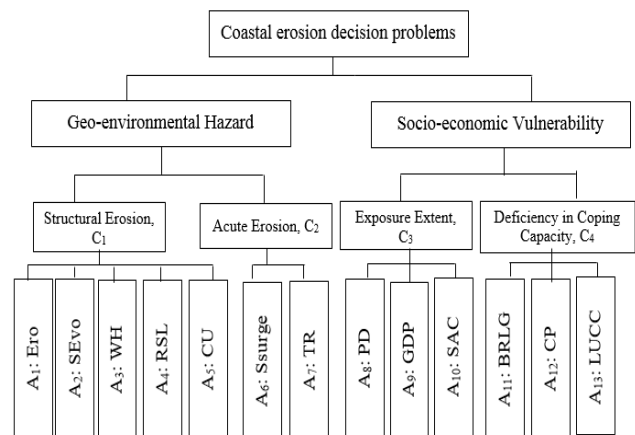 Coastal erosion decision problems
Geo-environmental Hazard
Socio-economic Vulnerability
Structural Erosion,
C₁
Acute Erosion, C₂
Exposure Extent,
C₃
Deficiency in Coping
Capacity, C₄
A₁: Ero
A₂: SEvo
A₃: WH
A₄: RSL
A₅: CU
A₆: Ssurge
A₇: TR
A₈: PD
A₉: GDP
A₁₀: SAC
A₁₁: BRLG
A₁₂: CP
A₁₃: LUCC